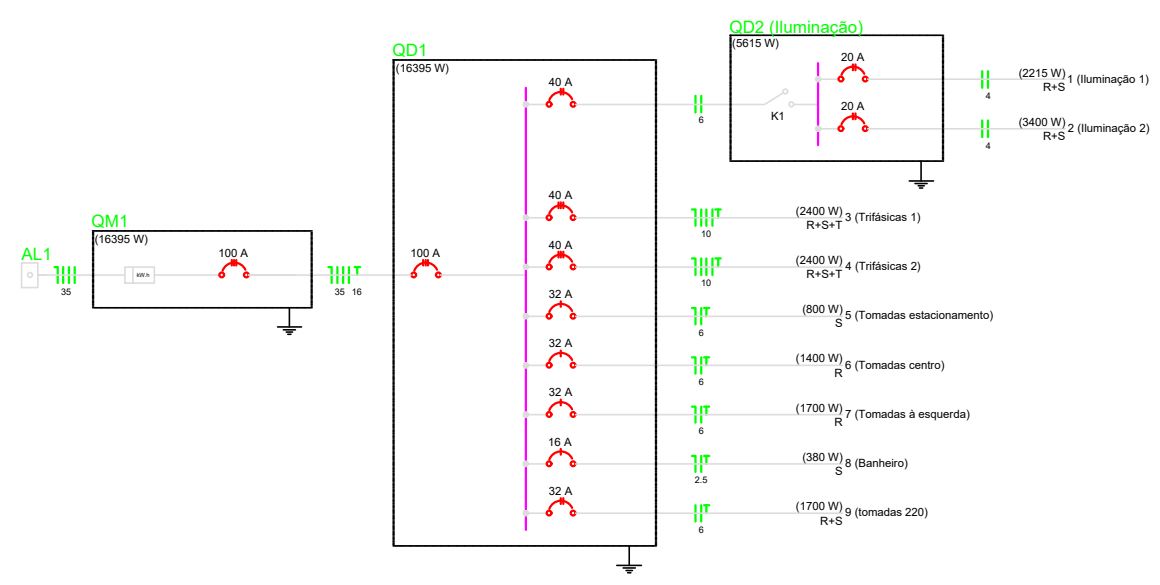 QD2 (Iluminação)
(5615 W)
20 A
(2215 W) 1 (Iluminação 1)
R+S
4
K1
20 A
(3400 W) 2 (Iluminação 2)
R+S
4
QD1
(16395 W)
40 A
6
40 A
(2400 W) 3 (Trifásicas 1)
R+S+T
10
40 A
(2400 W) 4 (Trifásicas 2)
R+S+T
10
32 A
(800 W) 5 (Tomadas estacionamento)
S
6
32 A
(1400 W) 6 (Tomadas centro)
R
6
32 A
(1700 W) 7 (Tomadas à esquerda)
R
6
16 A
(380 W) 8 (Banheiro)
S
2.5
32 A
(1700 W) 9 (tomadas 220)
R+S
6
100 A
QM1
(16395 W)
100 A
kW.h
35 16
AL1
35